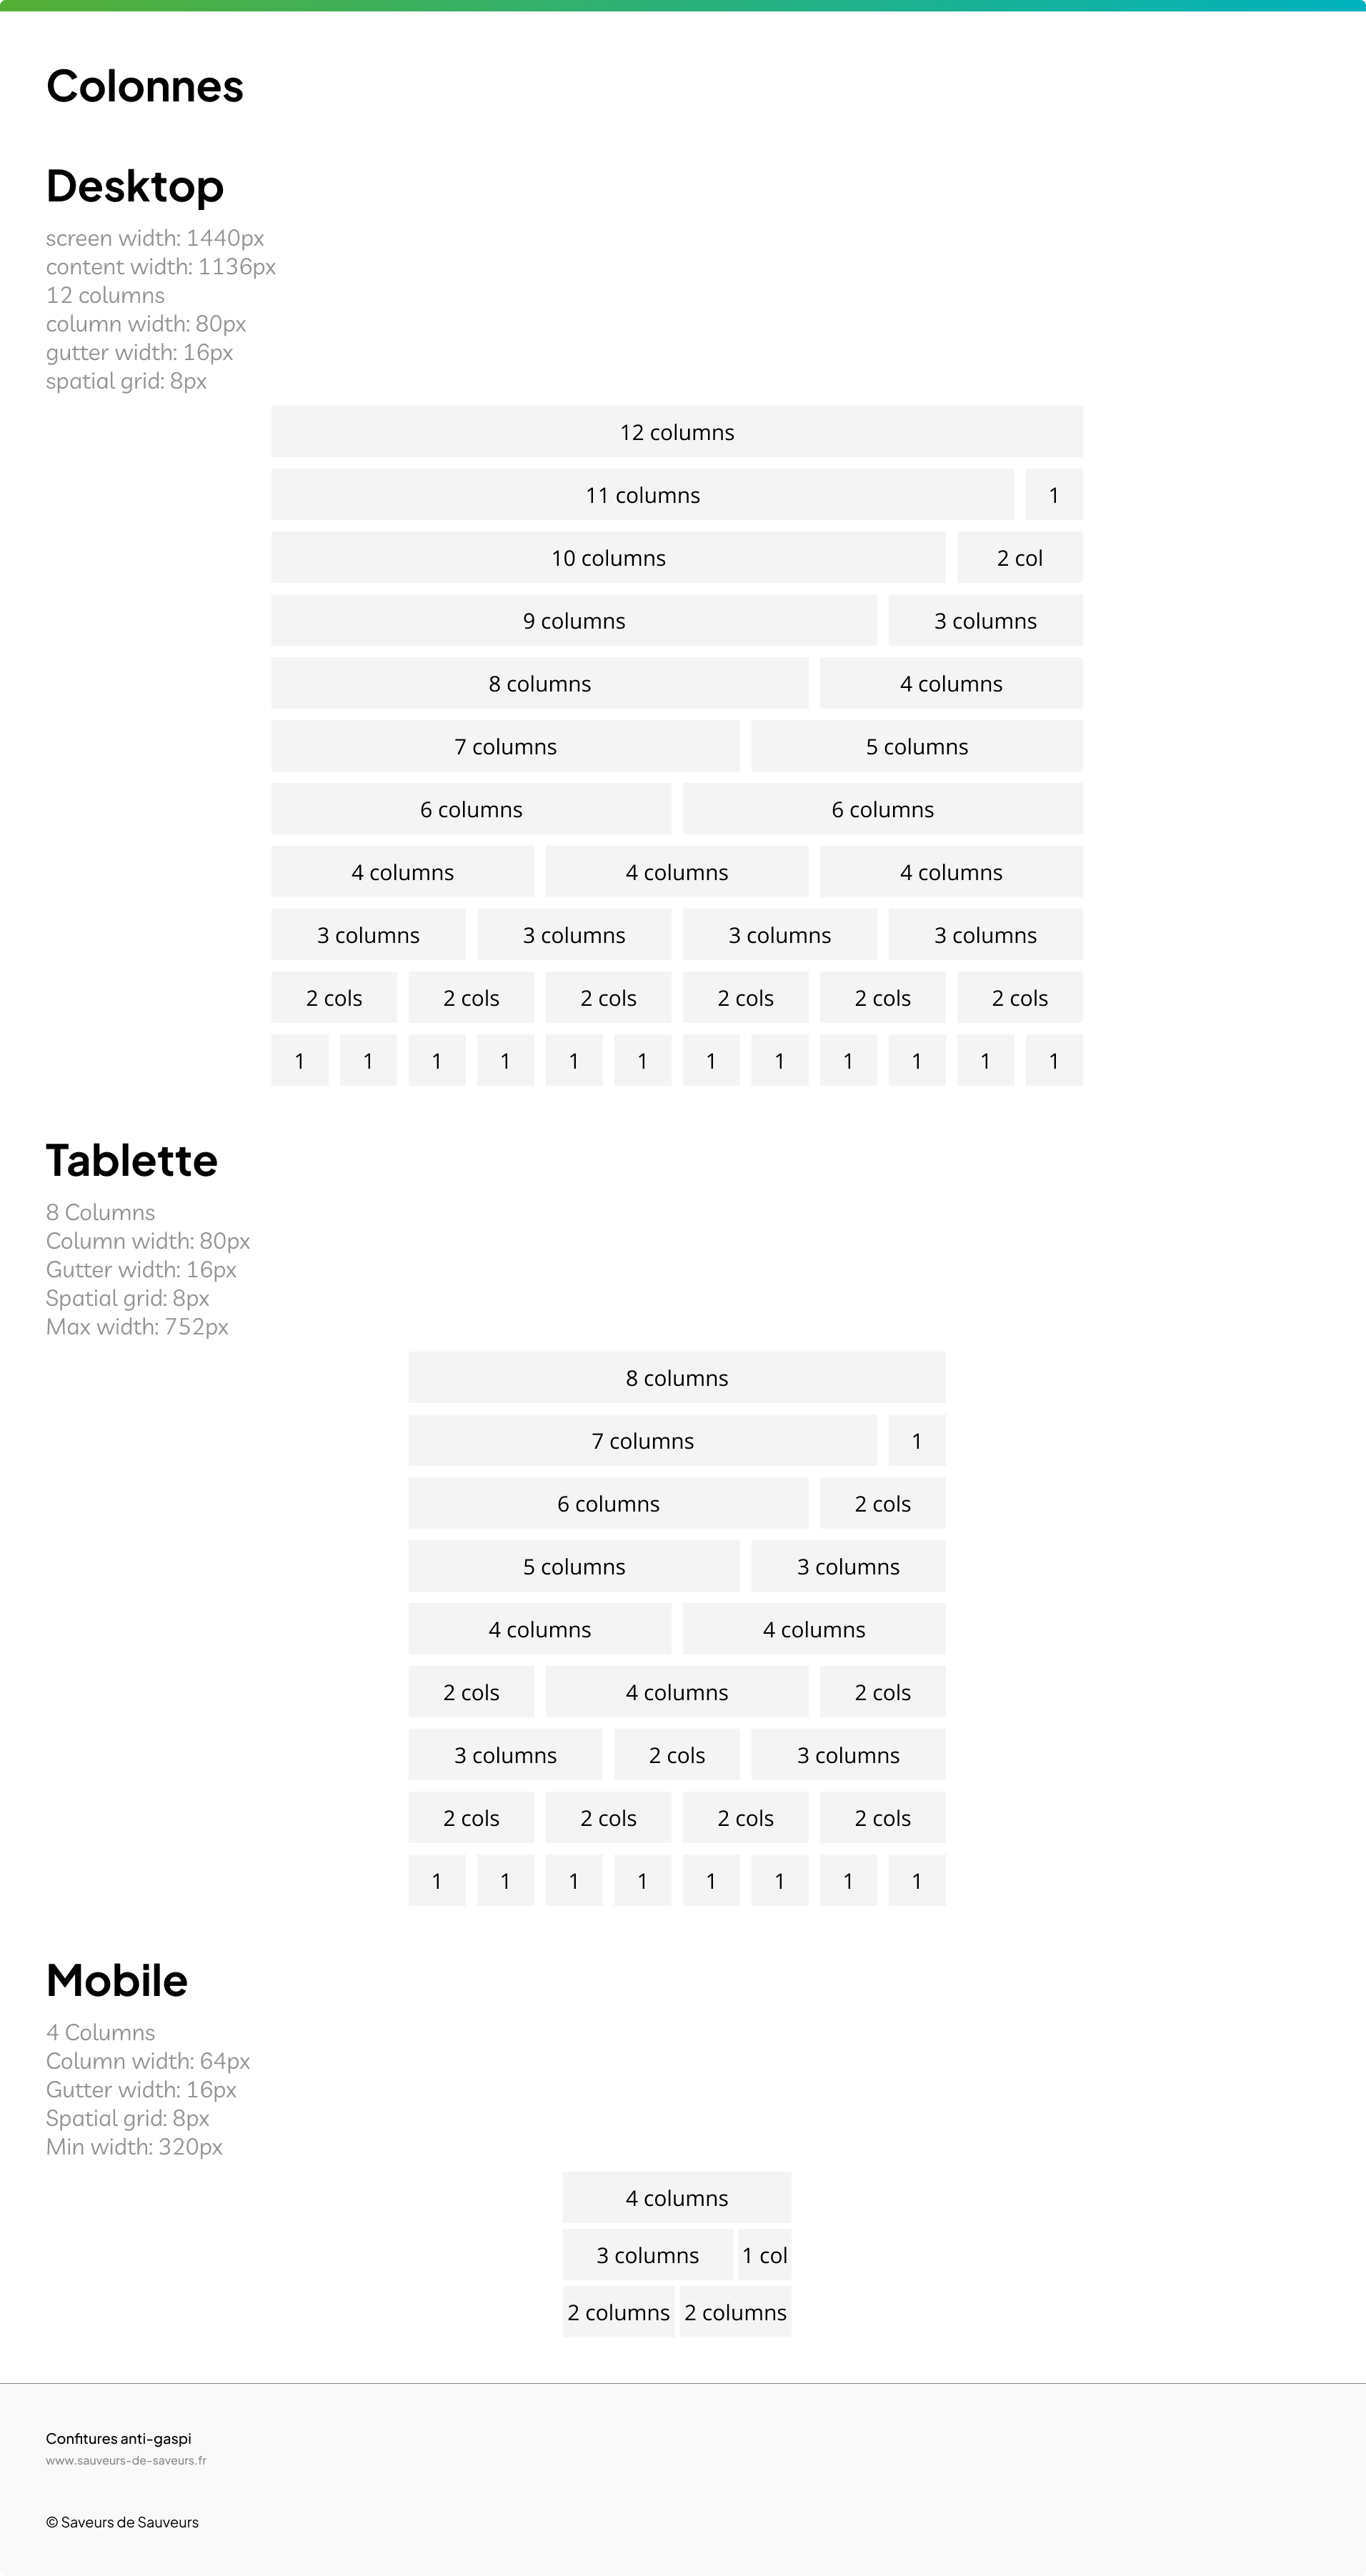 Colonnes
Desktop
screen width: 1440px
content width: 1136px
12 columns
column width: 80px
gutter width: 16px
spatial grid: 8px
12 columns
11 columns 1
10 columns 2 col
9 columns 3 columns
8 columns 4 columns
7 columns 5 columns
6 columns 6 columns
4 columns 4 columns 4 columns
3 columns 3 columns 3 columns 3 columns
2 cols 2 cols 2 cols 2 cols 2 cols 2 cols
1 1 1 1 1 1 1 1 1 1 1 1
Tablette
8 Columns
Column width: 80px
Gutter width: 16px
Spatial grid: 8px
Max width: 752px
8 columns
7 columns 1
6 columns 2 cols
5 columns 3 columns
4 columns 4 columns
2 cols 4 columns 2 cols
3 columns 2 cols 3 columns
2 cols 2 cols 2 cols 2 cols
1 1 1 1 1 1 1 1
Mobile
4 Columns
Column width: 64px
Gutter width: 16px
Spatial grid: 8px
Min width: 320px
4 columns
3 columns 1 col
2 columns 2 columns
Confitures anti-gaspi
www.sauveurs-de-saveurs.fr
© Saveurs de Sauveurs